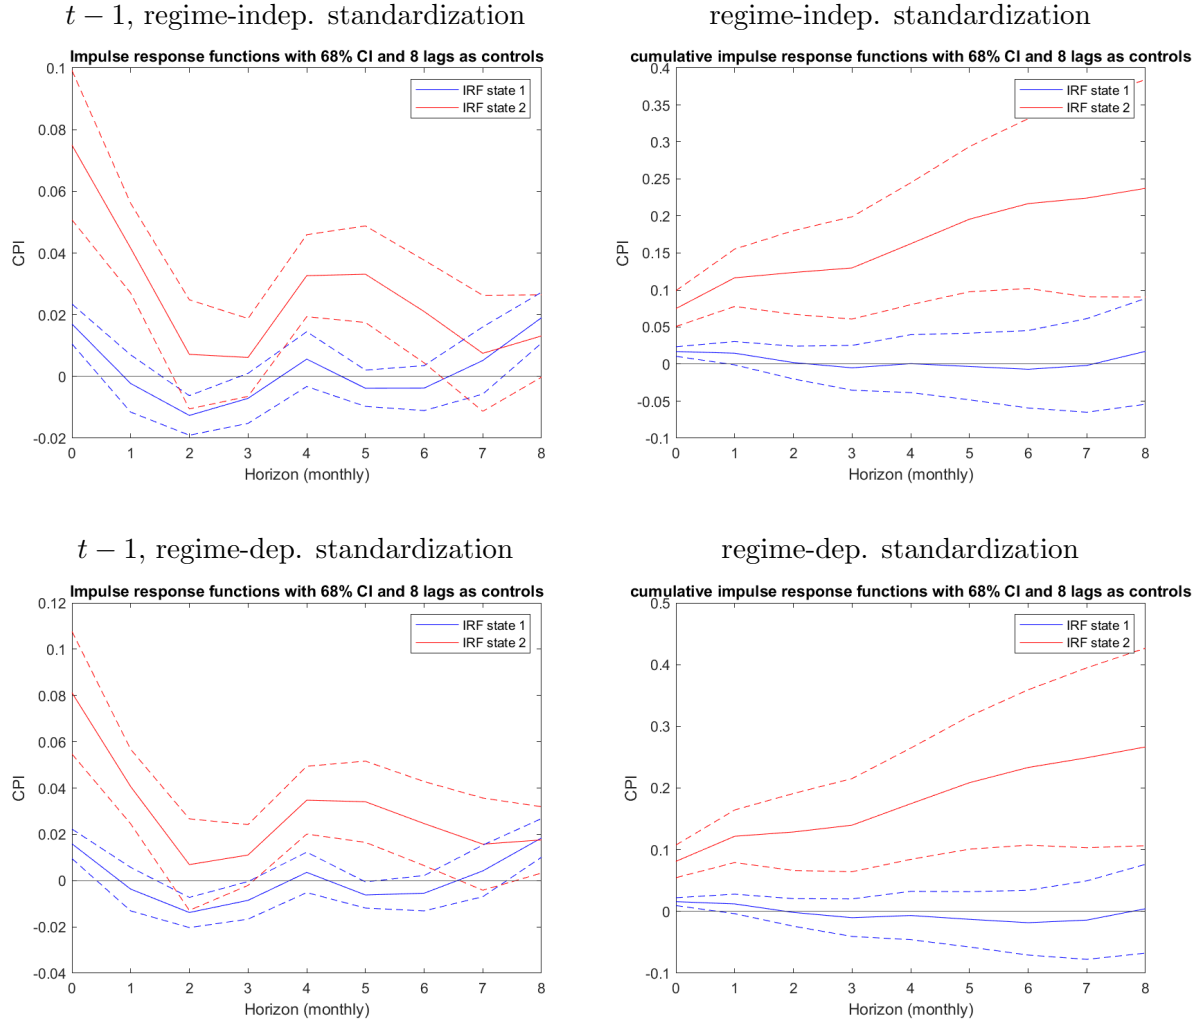 t − 1, regime-indep. standardization
Impulse response functions with 68% CI and 8 lags as controls
IRF state 1
IRF state 2
0.1
0.08
0.06
0.04
0.02
0
-0.02
CPI
0 1 2 3 4 5 6 7 8
Horizon (monthly)
regime-indep. standardization
cumulative impulse response functions with 68% CI and 8 lags as controls
IRF state 1
IRF state 2
0.4
0.35
0.3
0.25
0.2
0.15
0.1
0.05
0
-0.05
-0.1
CPI
0 1 2 3 4 5 6 7 8
Horizon (monthly)
t − 1, regime-dep. standardization
Impulse response functions with 68% CI and 8 lags as controls
IRF state 1
IRF state 2
0.12
0.1
0.08
0.06
0.04
0.02
0
-0.02
-0.04
CPI
0 1 2 3 4 5 6 7 8
Horizon (monthly)
regime-dep. standardization
cumulative impulse response functions with 68% CI and 8 lags as controls
IRF state 1
IRF state 2
0.5
0.4
0.3
0.2
0.1
0
-0.1
CPI
0 1 2 3 4 5 6 7 8
Horizon (monthly)